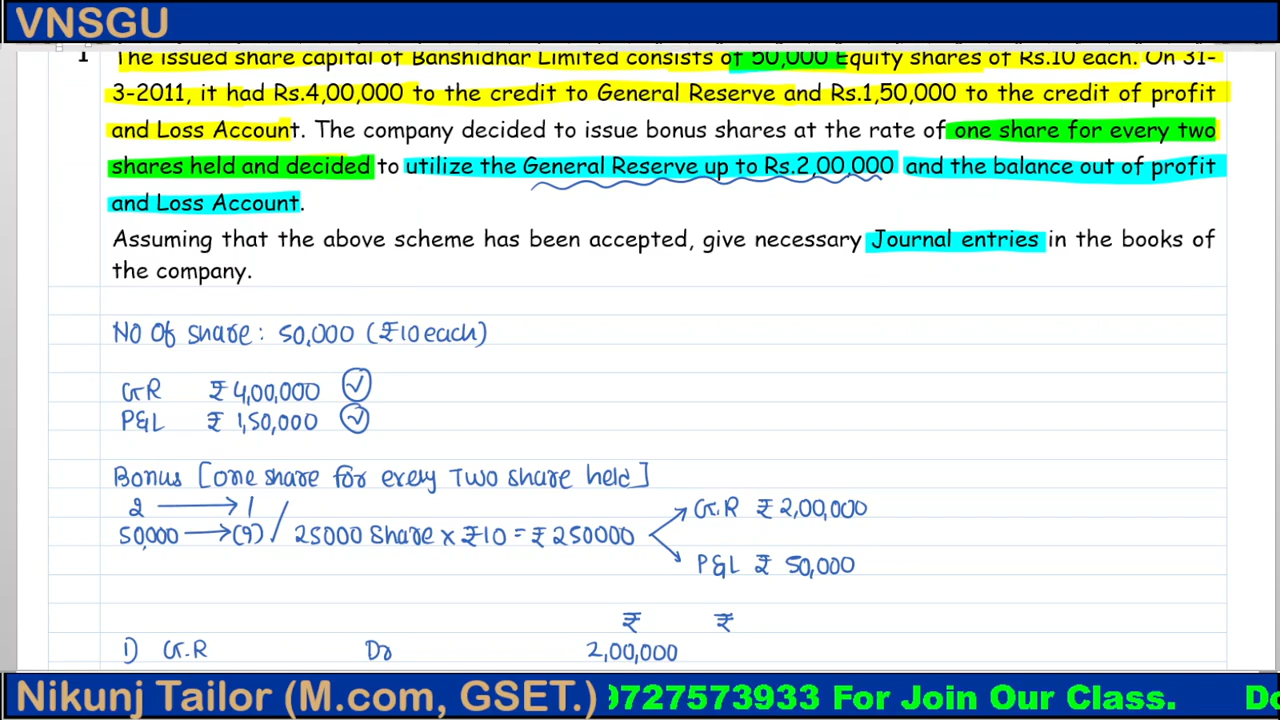 VNSGU
1 The issued share capital of Banshidhar Limited consists of 50,000 Equity shares of Rs.10 each. On 31-
3-2011, it had Rs.4,00,000 to the credit to General Reserve and Rs.1,50,000 to the credit of profit
and Loss Account. The company decided to issue bonus shares at the rate of one share for every two
shares held and decided to utilize the General Reserve up to Rs.2,00,000 and the balance out of profit
and Loss Account.
Assuming that the above scheme has been accepted, give necessary Journal entries in the books of
the company.
No Of share : 50,000 (₹10 each)
G.R ₹ 4,00,000 ✓
P&L ₹ 1,50,000 ✓
Bonus [one share for every Two share held]
2 → 1
G.R ₹ 2,00,000
50,000 → (?) / 25000 Share × ₹10 = ₹ 250000
P&L ₹ 50,000
₹ ₹
1) G.R Dr 2,00,000
Nikunj Tailor (M.com, GSET.) 9727573933 For Join Our Class. Do